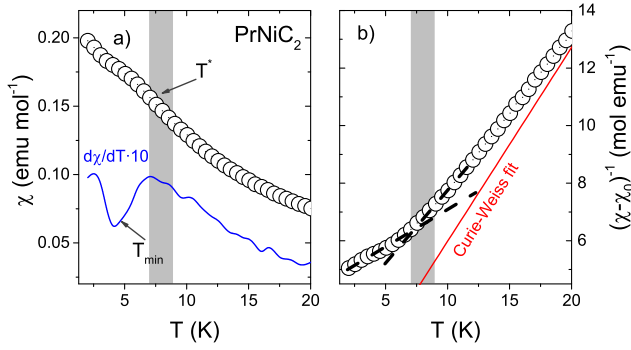 a)
PrNiC₂
T*
dχ/dT·10
T_min
0.20
0.15
0.10
0.05
χ (emu mol⁻¹)
5
10
15
20
T (K)
b)
Curie-Weiss fit
5
10
15
20
T (K)
14
12
10
8
6
(χ-χ₀)⁻¹ (mol emu⁻¹)